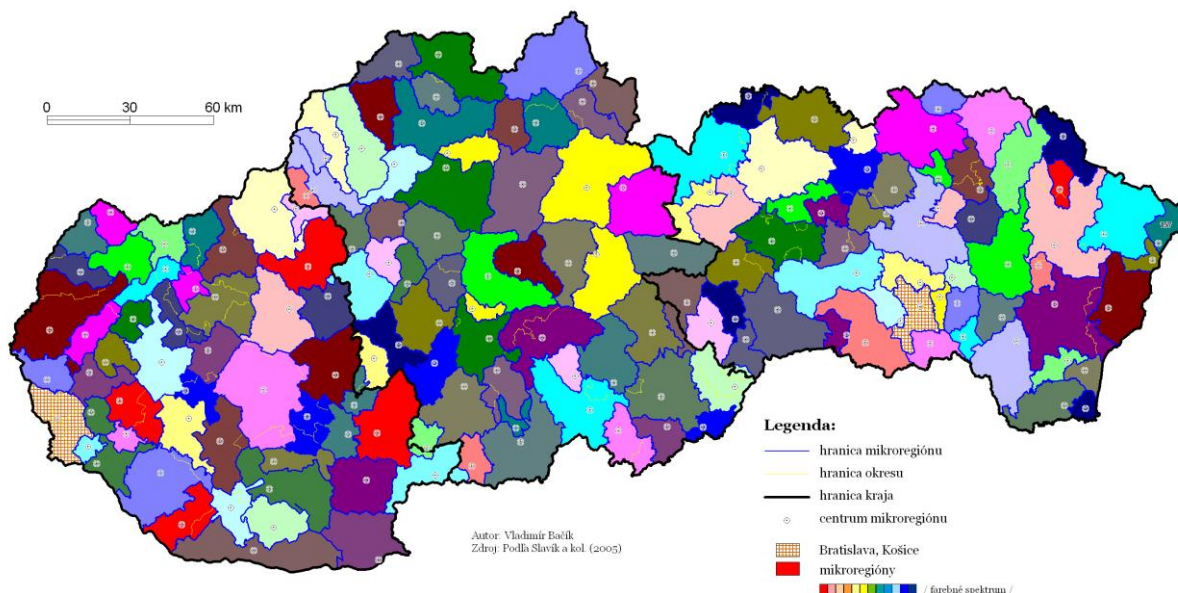 0 30 60 km
Legenda:
hranica mikroregiónu
hranica okresu
hranica kraja
centrum mikroregiónu
Bratislava, Košice
mikroregióny
/ farebné spektrum /
Autor: Vladimír Bačík
Zdroj: Podľa Slavík a kol. (2005)